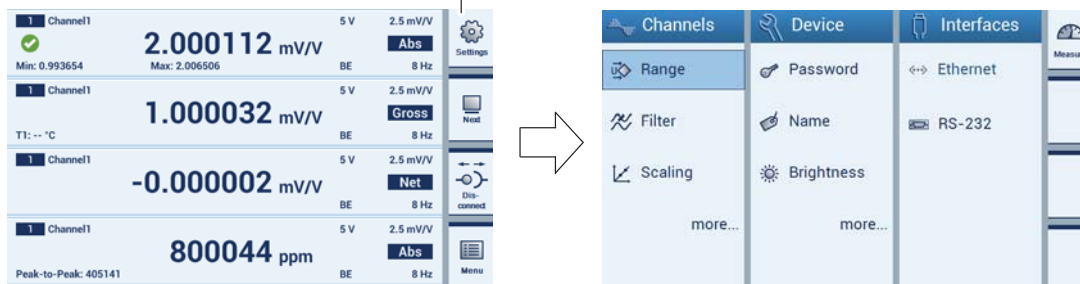 1 Channel1 5 V 2.5 mV/V
2.000112 mV/V Abs
Min: 0.993654 Max: 2.006506 BE 8 Hz
1 Channel1 5 V 2.5 mV/V
1.000032 mV/V Gross
T1: -- °C BE 8 Hz
1 Channel1 5 V 2.5 mV/V
-0.000002 mV/V Net
BE 8 Hz
1 Channel1 5 V 2.5 mV/V
800044 ppm Abs
Peak-to-Peak: 405141 BE 8 Hz
Settings
Next
Dis-
connect
Menu
Channels Device Interfaces
Range Password Ethernet
Filter Name RS-232
Scaling Brightness
more... more...
Measu